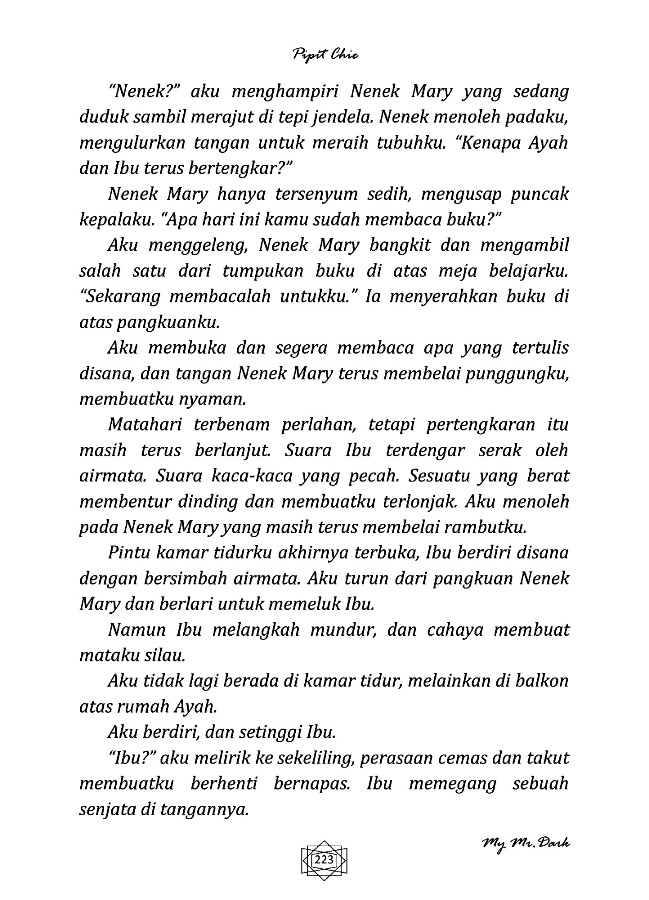 Pipit Chie
“Nenek?” aku menghampiri Nenek Mary yang sedang
duduk sambil merajut di tepi jendela. Nenek menoleh padaku,
mengulurkan tangan untuk meraih tubuhku. “Kenapa Ayah
dan Ibu terus bertengkar?”
Nenek Mary hanya tersenyum sedih, mengusap puncak
kepalaku. “Apa hari ini kamu sudah membaca buku?”
Aku menggeleng, Nenek Mary bangkit dan mengambil
salah satu dari tumpukan buku di atas meja belajarku.
“Sekarang membacalah untukku.” Ia menyerahkan buku di
atas pangkuanku.
Aku membuka dan segera membaca apa yang tertulis
disana, dan tangan Nenek Mary terus membelai punggungku,
membuatku nyaman.
Matahari terbenam perlahan, tetapi pertengkaran itu
masih terus berlanjut. Suara Ibu terdengar serak oleh
airmata. Suara kaca-kaca yang pecah. Sesuatu yang berat
membentur dinding dan membuatku terlonjak. Aku menoleh
pada Nenek Mary yang masih terus membelai rambutku.
Pintu kamar tidurku akhirnya terbuka, Ibu berdiri disana
dengan bersimbah airmata. Aku turun dari pangkuan Nenek
Mary dan berlari untuk memeluk Ibu.
Namun Ibu melangkah mundur, dan cahaya membuat
mataku silau.
Aku tidak lagi berada di kamar tidur, melainkan di balkon
atas rumah Ayah.
Aku berdiri, dan setinggi Ibu.
“Ibu?” aku melirik ke sekeliling, perasaan cemas dan takut
membuatku berhenti bernapas. Ibu memegang sebuah
senjata di tangannya.
My Mr. Dark
223